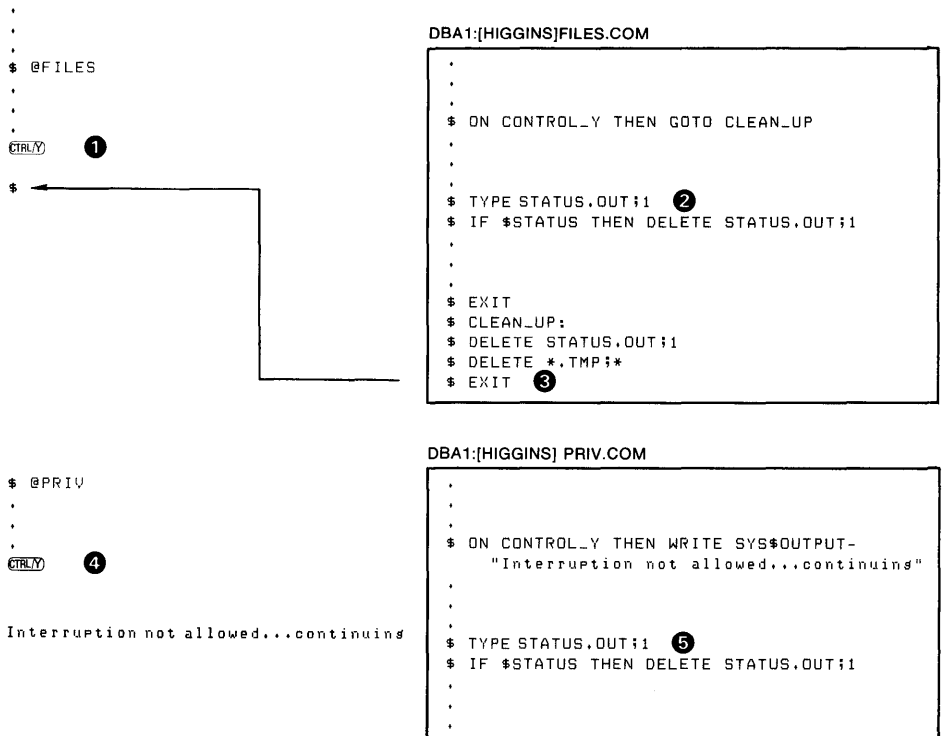 $ @FILES
CTRL/Y 1
$
DBA1:[HIGGINS]FILES.COM
$ ON CONTROL_Y THEN GOTO CLEAN_UP
$ TYPE STATUS.OUT;1 2
$ IF $STATUS THEN DELETE STATUS.OUT;1
$ EXIT
$ CLEAN_UP:
$ DELETE STATUS.OUT;1
$ DELETE *.TMP;*
$ EXIT 3
$ @PRIV
CTRL/Y 4
Interruption not allowed...continuing
DBA1:[HIGGINS] PRIV.COM
$ ON CONTROL_Y THEN WRITE SYS$OUTPUT-
"Interruption not allowed...continuing"
$ TYPE STATUS.OUT;1 5
$ IF $STATUS THEN DELETE STATUS.OUT;1